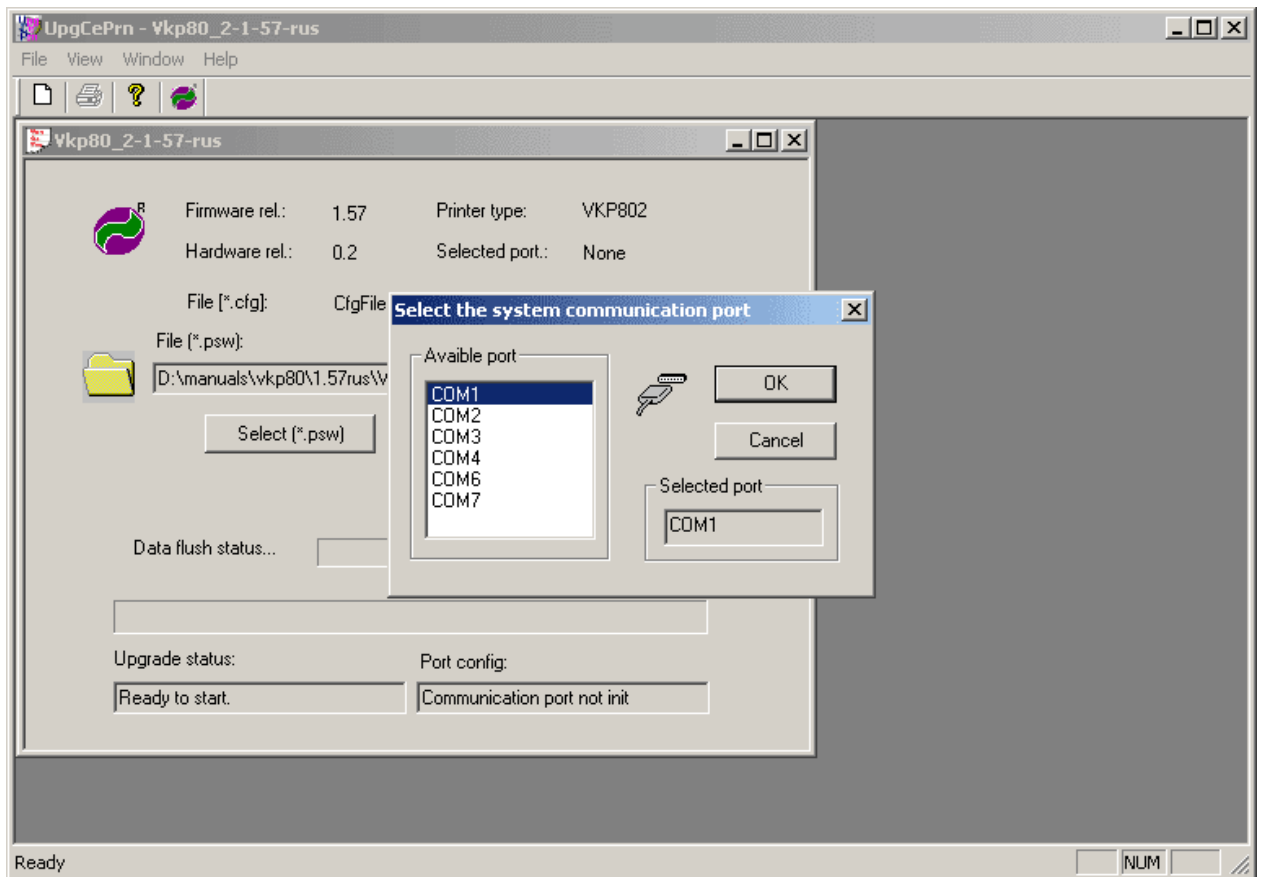 UpgCePrn - Vkp80_2-1-57-rus
File View Window Help
Vkp80_2-1-57-rus
R
Firmware rel.: 1.57 Printer type: VKP802
Hardware rel.: 0.2 Selected port.: None
File [*.cfg]: CfgFile
Select the system communication port
File (*.psw):
D:\manuals\vkp80\1.57rus\V
Select (*.psw)
Avaible port
COM1
COM2
COM3
COM4
COM6
COM7
OK
Cancel
Selected port
COM1
Data flush status...
Upgrade status: Port config:
Ready to start. Communication port not init
Ready NUM